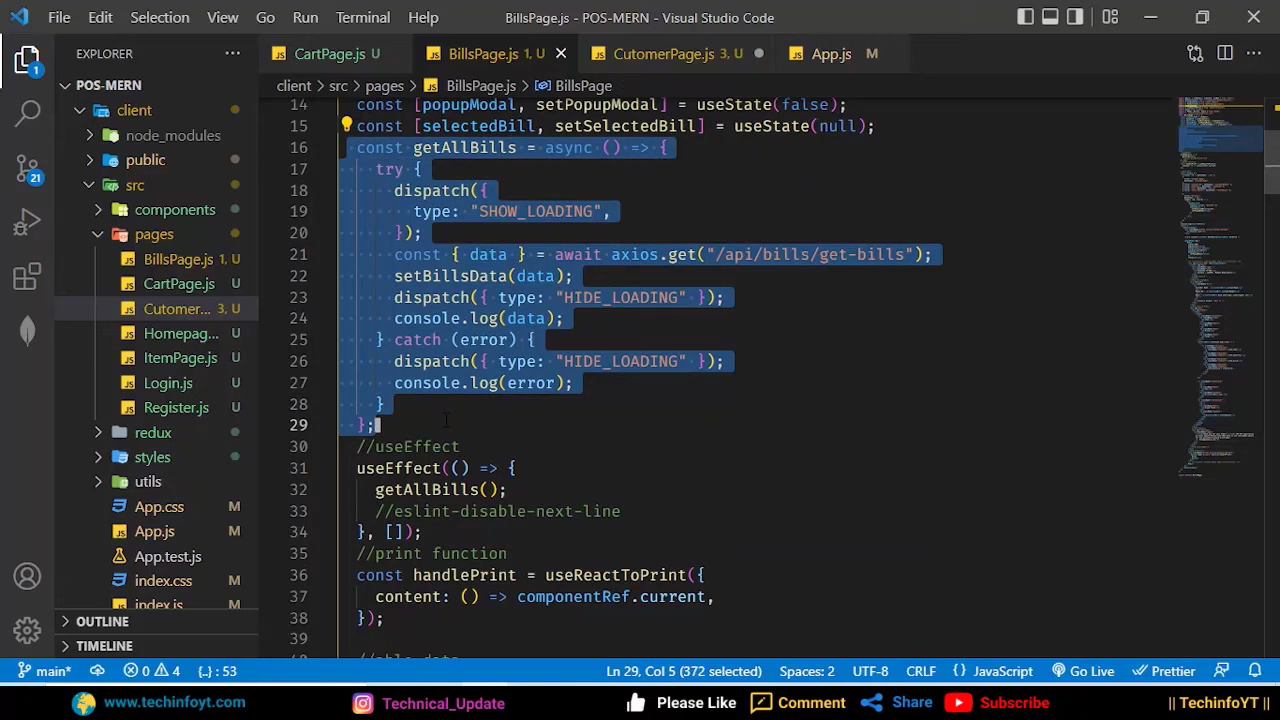 File Edit Selection View Go Run Terminal Help BillsPage.js - POS-MERN - Visual Studio Code
EXPLORER
CartPage.js U BillsPage.js 1, U CutomerPage.js 3, U App.js M
POS-MERN
client > src > pages > BillsPage.js > BillsPage
client
node_modules
public
src
components
pages
BillsPage.js 1, U
CartPage.js U
Cutomer... 3, U
Homepag... U
ItemPage.js U
Login.js U
Register.js U
redux
styles
utils
App.css M
App.js M
App.test.js
index.css M
index.js M
OUTLINE
TIMELINE
1
21
14 const [popupModal, setPopupModal] = useState(false);
15 const [selectedBill, setSelectedBill] = useState(null);
16 const getAllBills = async () => {
17 try {
18 dispatch({
19 type: "SHOW_LOADING",
20 });
21 const { data } = await axios.get("/api/bills/get-bills");
22 setBillsData(data);
23 dispatch({ type: "HIDE_LOADING" });
24 console.log(data);
25 } catch (error) {
26 dispatch({ type: "HIDE_LOADING" });
27 console.log(error);
28 }
29 };
30 //useEffect
31 useEffect(() => {
32 getAllBills();
33 //eslint-disable-next-line
34 }, []);
35 //print function
36 const handlePrint = useReactToPrint({
37 content: () => componentRef.current,
38 });
39
main* 0 4 {..} : 53 Ln 29, Col 5 (372 selected) Spaces: 2 UTF-8 CRLF {} JavaScript Go Live Prettier
www.techinfoyt.com Technical_Update Please Like Comment Share Subscribe || TechinfoYT ||